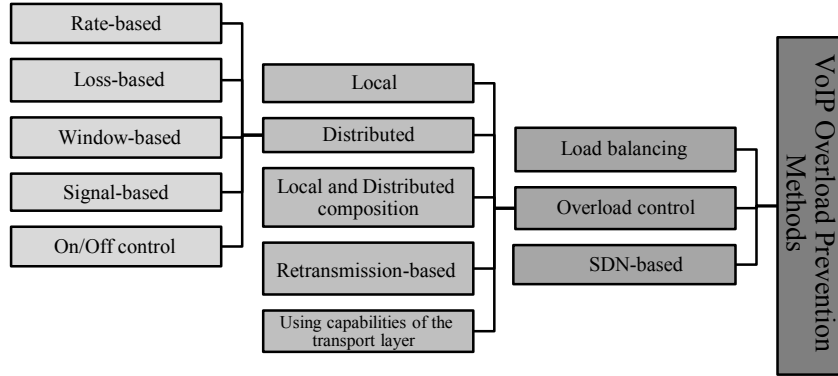 Rate-based
Loss-based
Window-based
Signal-based
On/Off control
Local
Distributed
Local and Distributed
composition
Retransmission-based
Using capabilities of the
transport layer
Load balancing
Overload control
SDN-based
VoIP Overload Prevention
Methods